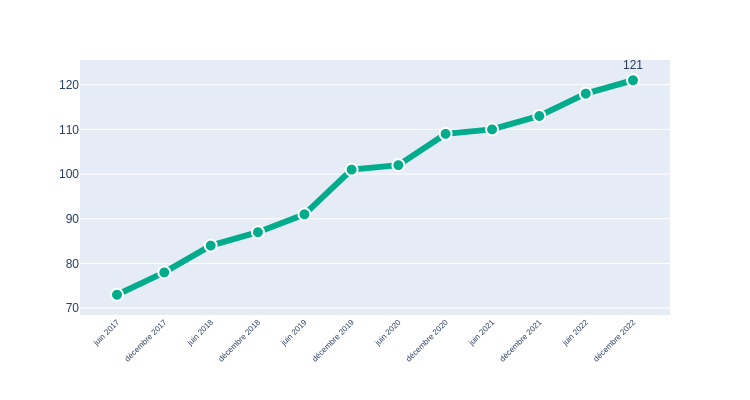 121
120
110
100
90
80
70
juin 2017
décembre 2017
juin 2018
décembre 2018
juin 2019
décembre 2019
juin 2020
décembre 2020
juin 2021
décembre 2021
juin 2022
décembre 2022